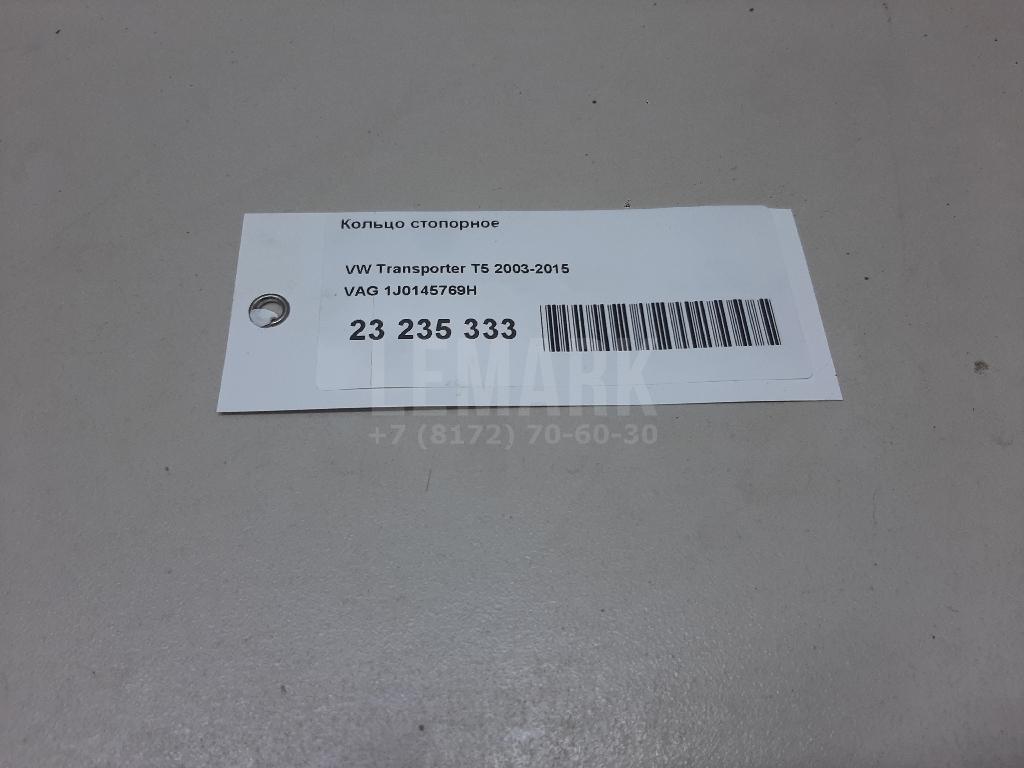 Кольцо стопорное
VW Transporter T5 2003-2015
VAG 1J0145769H
23 235 333
LEMARK
+7 (8172) 70-60-30